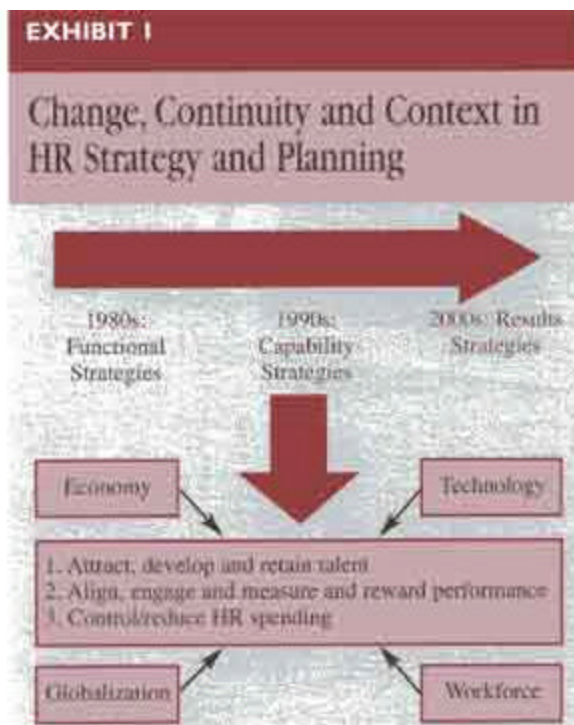 EXHIBIT 1
Change, Continuity and Context in
HR Strategy and Planning
1980s:
Functional
Strategies
1990s:
Capability
Strategies
2000s: Results
Strategies
Economy
Technology
1. Attract, develop and retain talent
2. Align, engage and measure and reward performance
3. Control/reduce HR spending
Globalization
Workforce